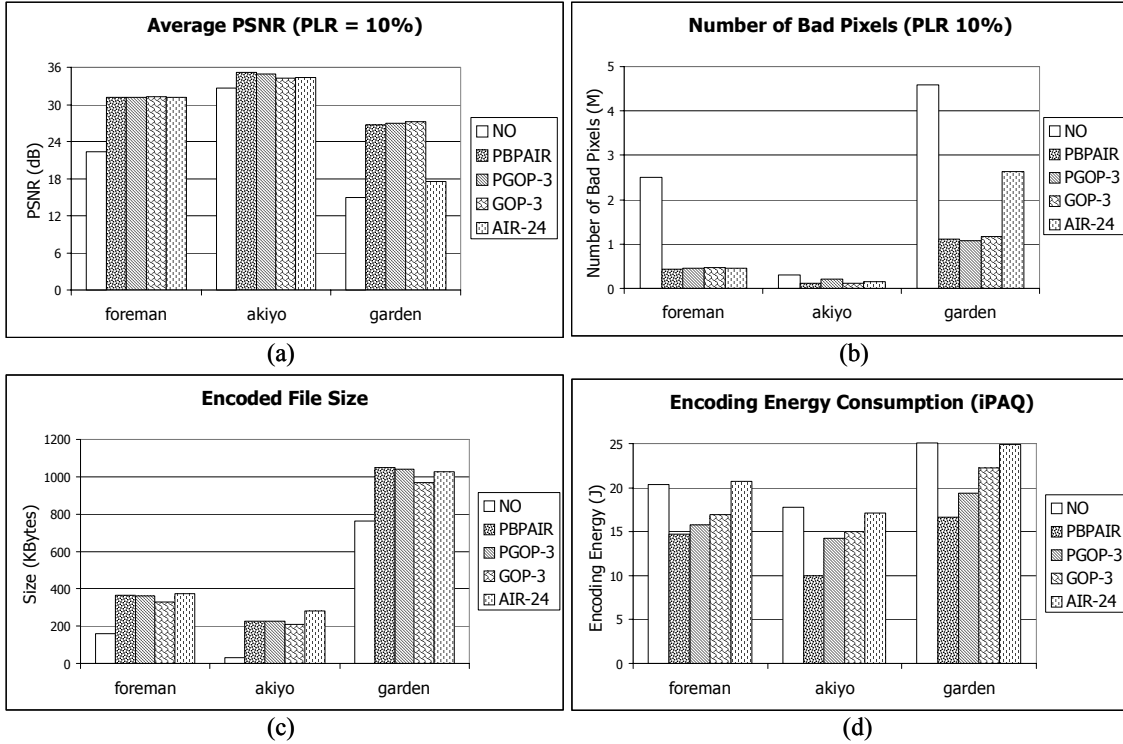 Average PSNR (PLR = 10%)
PSNR (dB)
36
30
24
18
12
6
0
foreman akiyo garden
NO
PBPAIR
PGOP-3
GOP-3
AIR-24
(a)
Number of Bad Pixels (PLR 10%)
Number of Bad Pixels (M)
5
4
3
2
1
0
foreman akiyo garden
NO
PBPAIR
PGOP-3
GOP-3
AIR-24
(b)
Encoded File Size
Size (KBytes)
1200
1000
800
600
400
200
0
foreman akiyo garden
NO
PBPAIR
PGOP-3
GOP-3
AIR-24
(c)
Encoding Energy Consumption (iPAQ)
Encoding Energy (J)
25
20
15
10
5
0
foreman akiyo garden
NO
PBPAIR
PGOP-3
GOP-3
AIR-24
(d)